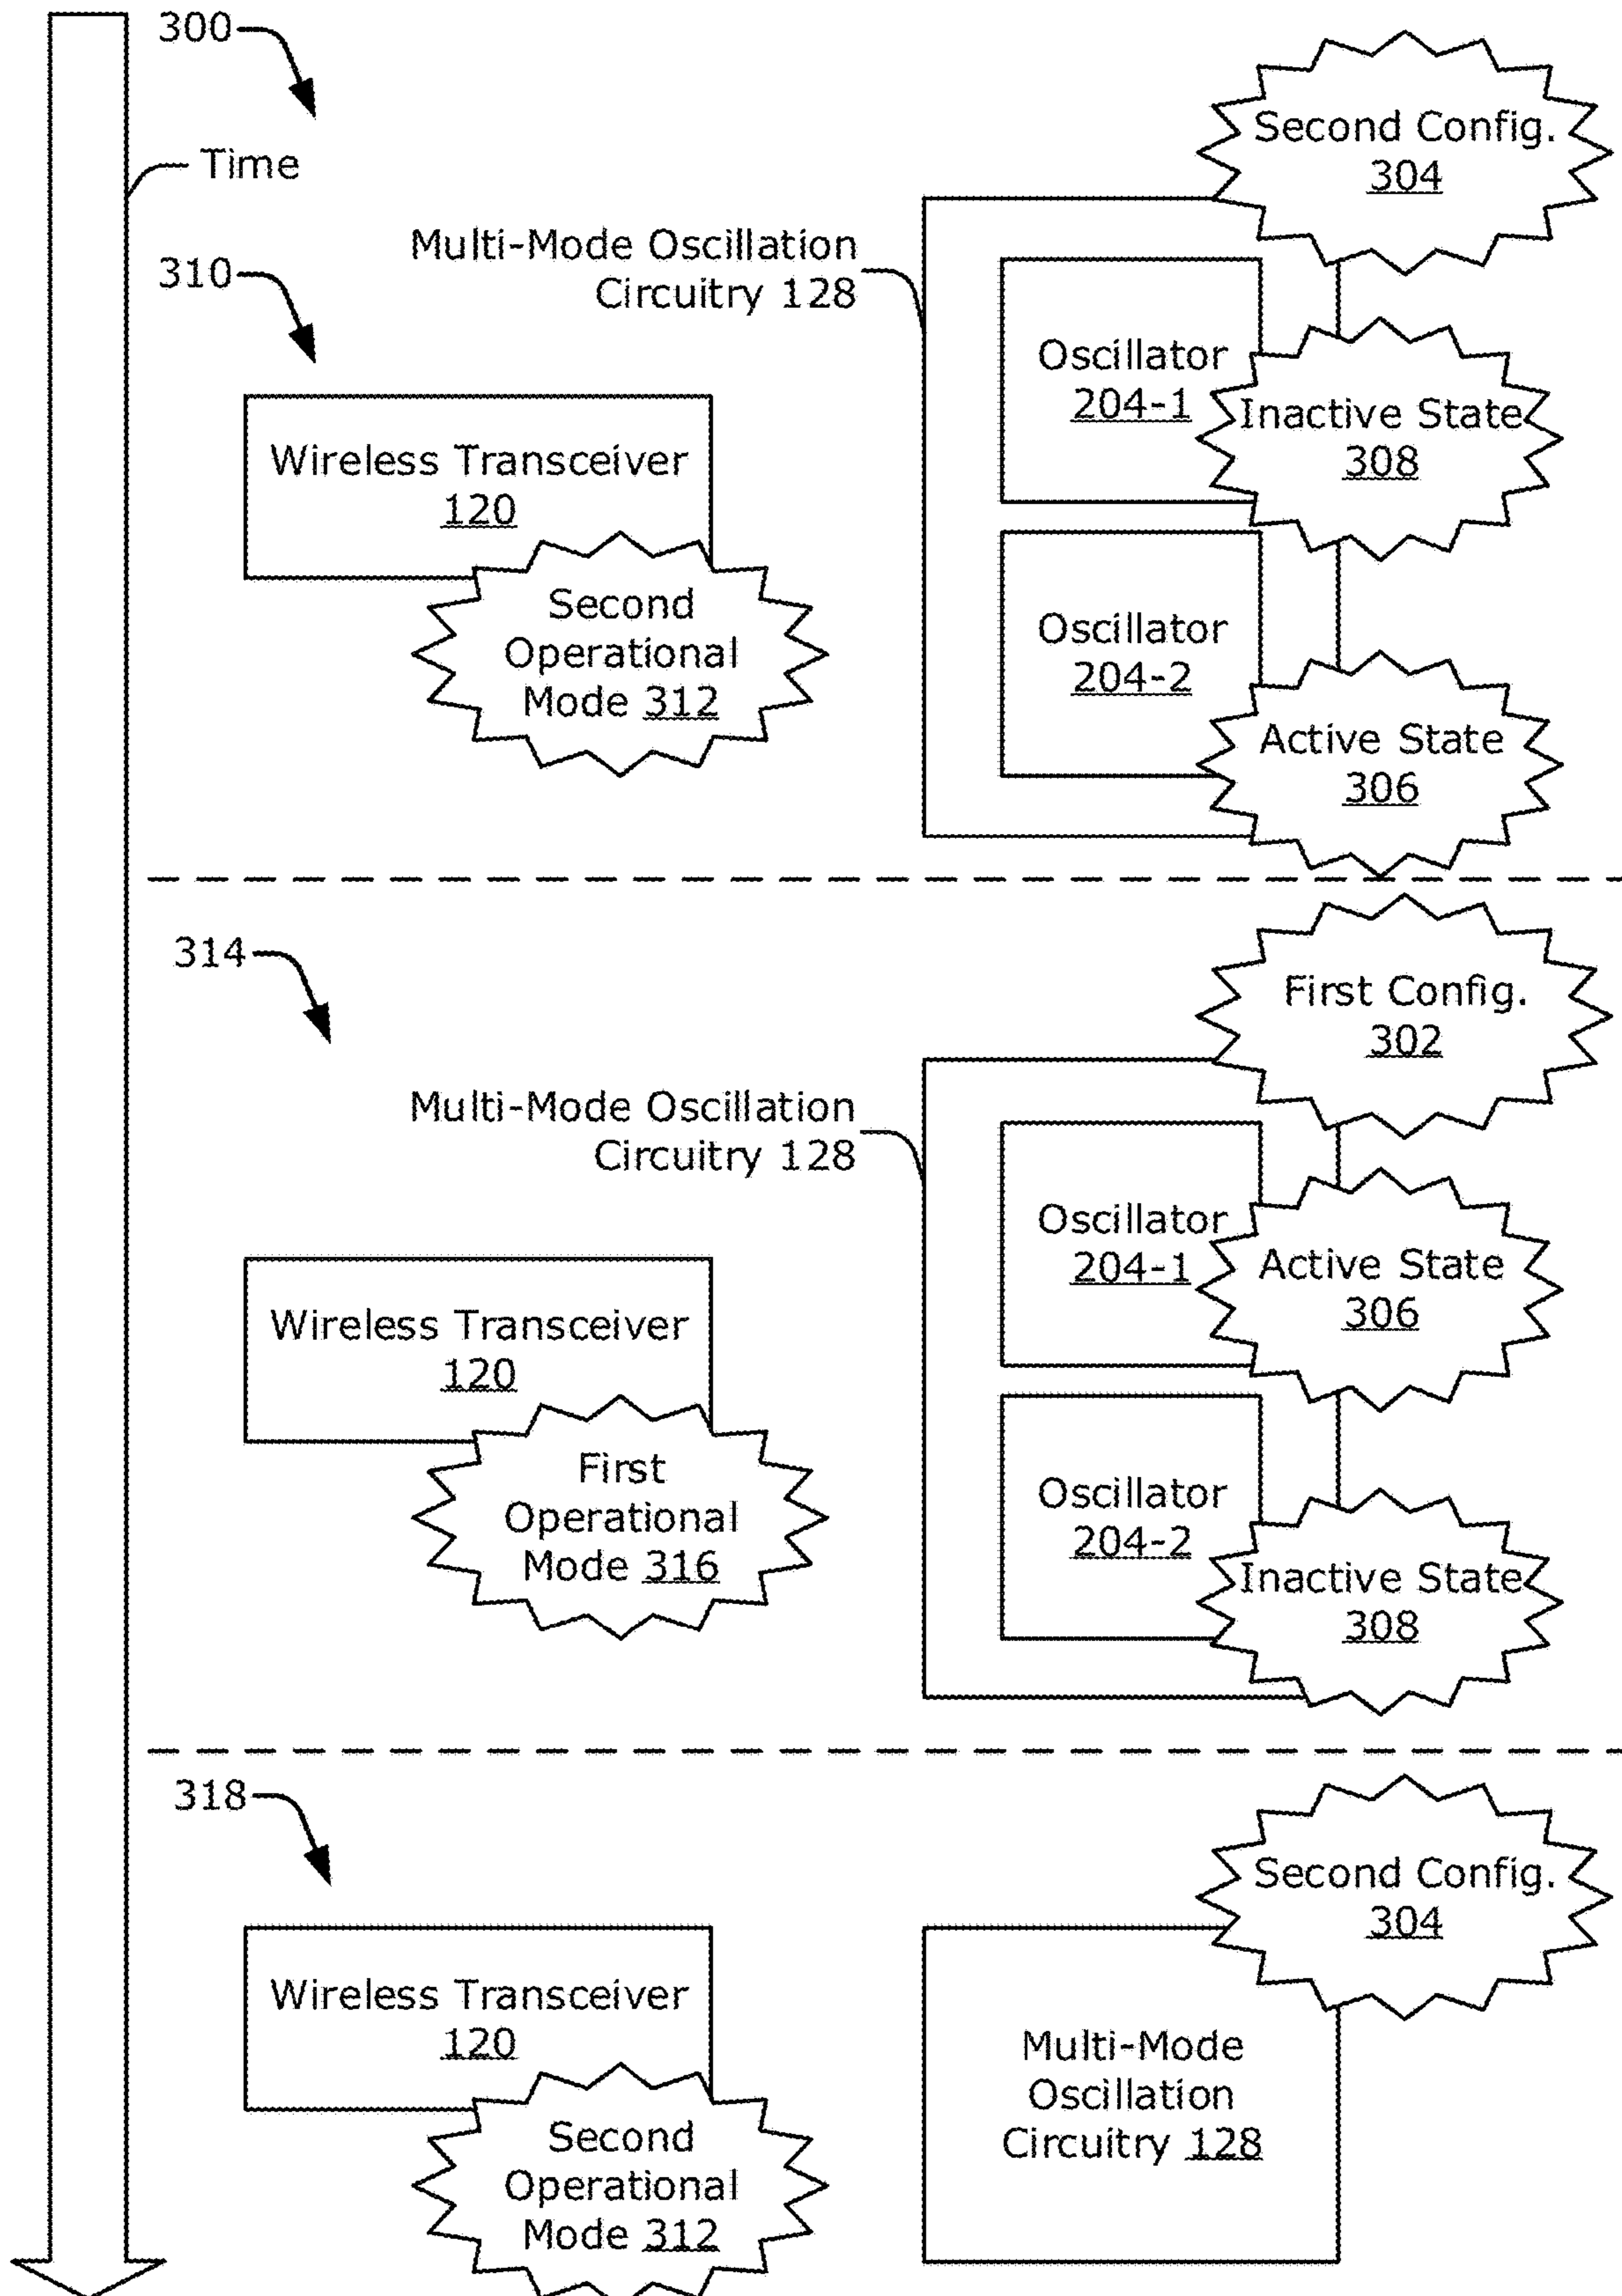 300
Time
Second Config.
304
Multi-Mode Oscillation
Circuitry 128
310
Oscillator
204-1
Inactive State
308
Wireless Transceiver
120
Second
Operational
Mode 312
Oscillator
204-2
Active State
306
314
First Config.
302
Multi-Mode Oscillation
Circuitry 128
Oscillator
204-1
Active State
306
Wireless Transceiver
120
First
Operational
Mode 316
Oscillator
204-2
Inactive State
308
318
Second Config.
304
Wireless Transceiver
120
Second
Operational
Mode 312
Multi-Mode
Oscillation
Circuitry 128